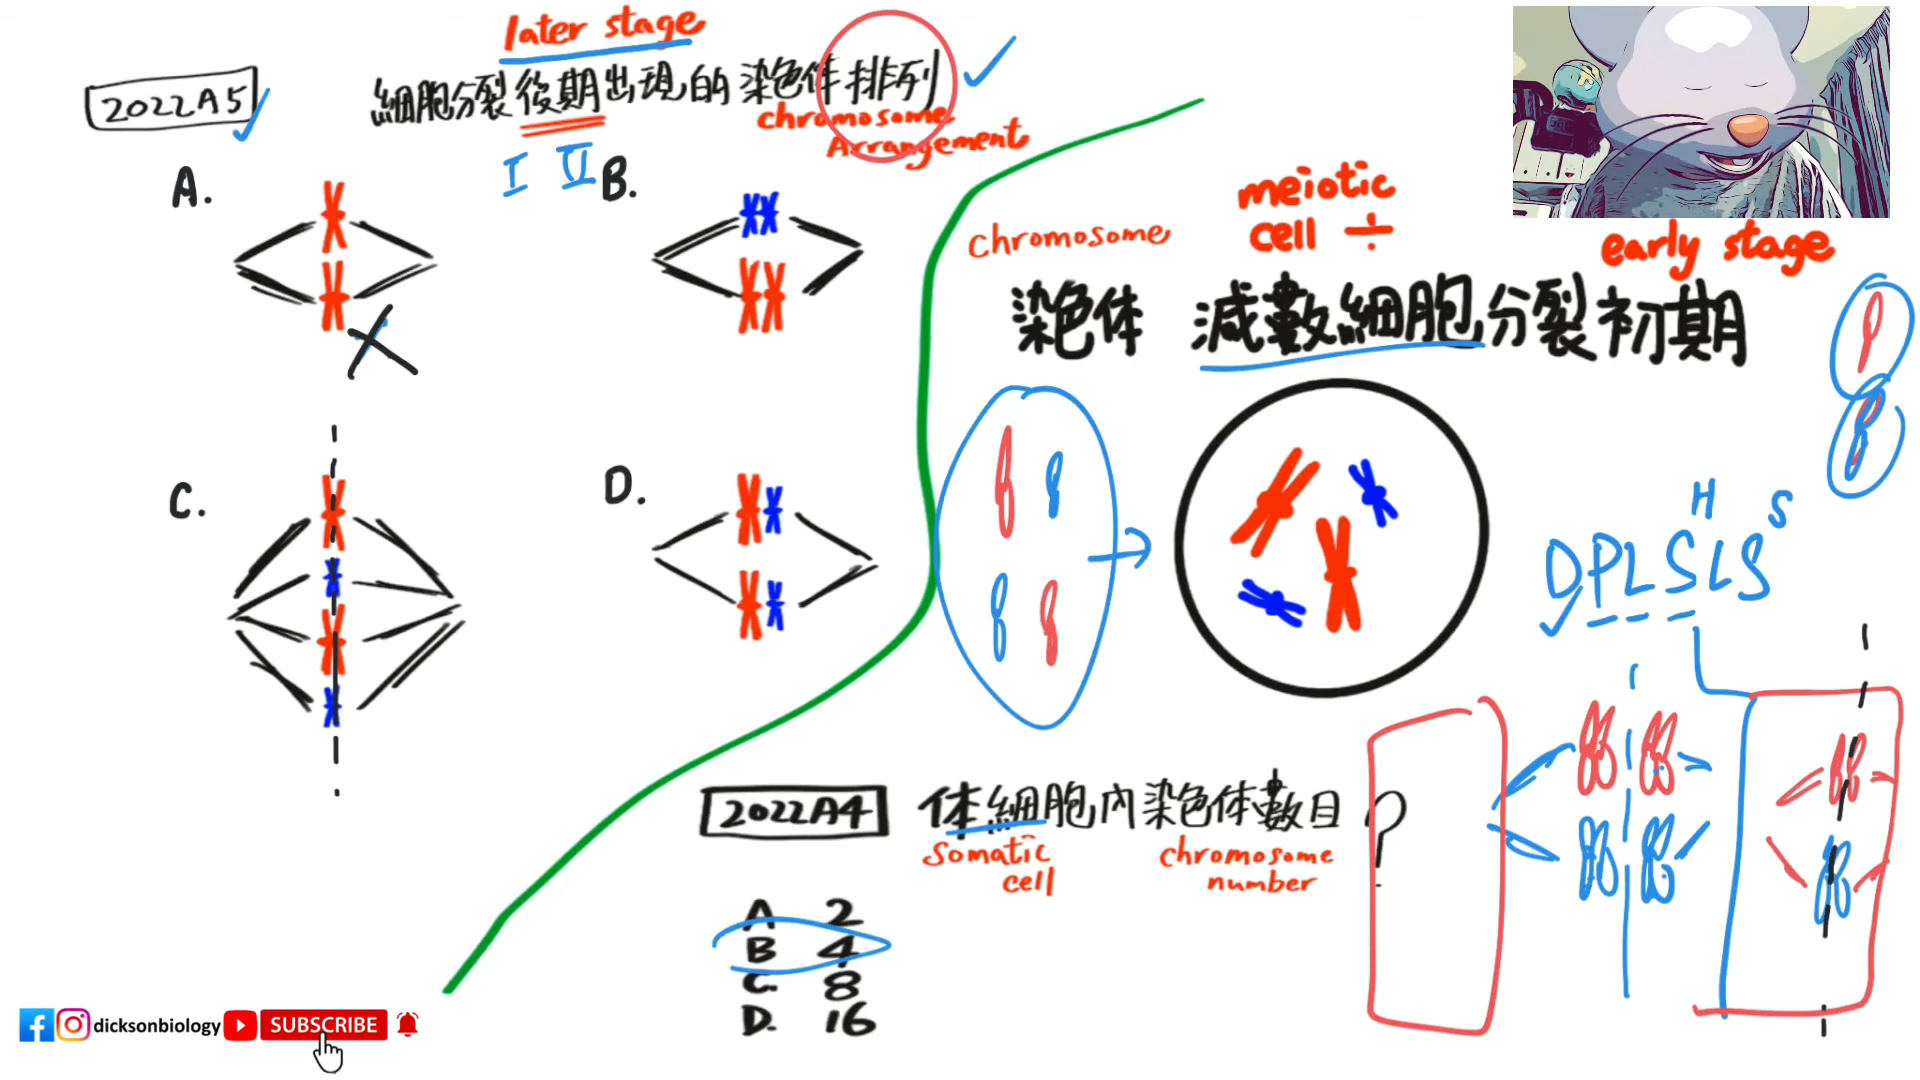 later stage
2022A5
細胞分裂後期出現的染色体排列
chromosome
Arrangement
I II
A.
B.
C.
D.
meiotic
cell ÷
chromosome
early stage
染色体 減數細胞分裂初期
H
S
DPLSLS
2022A4
体細胞內染色体數目?
somatic
cell
chromosome
number
A 2
B 4
C. 8
D. 16
dicksonbiology
SUBSCRIBE